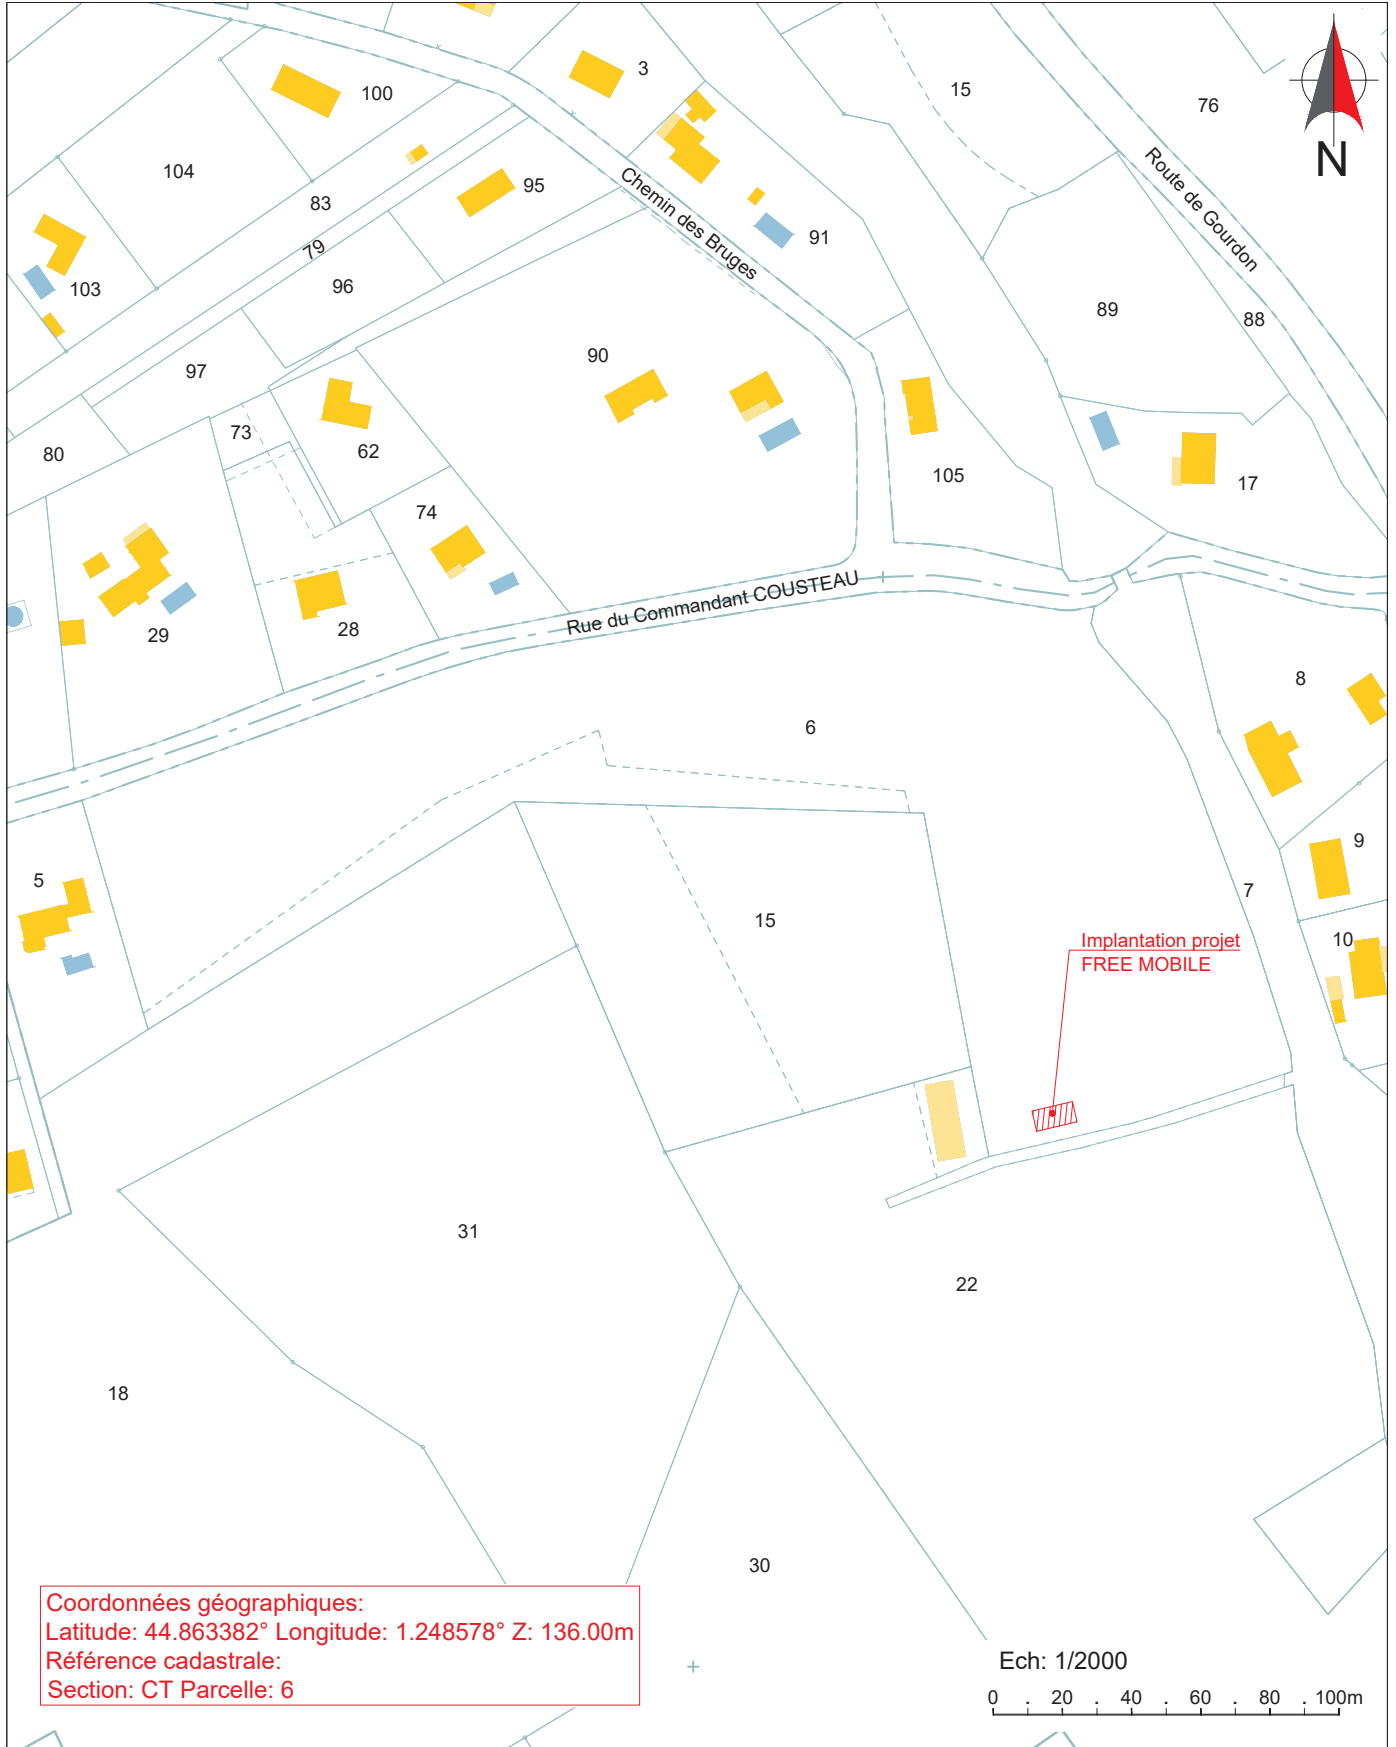 3
100
15
76
N
104
Route de Gourdon
Chemin des Bruges
95
83
91
79
103
96
89
88
90
97
73
62
80
105
17
74
Rue du Commandant COUSTEAU
29
28
8
6
9
5
7
15
10
Implantation projet
FREE MOBILE
31
22
18
30
Coordonnées géographiques:
Latitude: 44.863382° Longitude: 1.248578° Z: 136.00m
Référence cadastrale:
Section: CT Parcelle: 6
Ech: 1/2000
0 . 20 . 40 . 60 . 80 . 100m